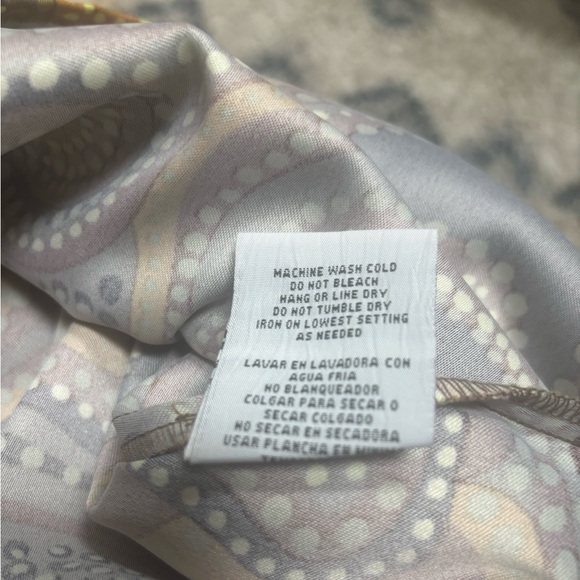 MACHINE WASH COLD
DO NOT BLEACH
HANG OR LINE DRY
DO NOT TUMBLE DRY
IRON ON LOWEST SETTING
AS NEEDED
LAVAR EN LAVADORA CON
AGUA FRIA
NO BLANQUEADOR
COLGAR PARA SECAR O
SECAR COLGADO
NO SECAR EN SECADORA
USAR PLANCHA EN